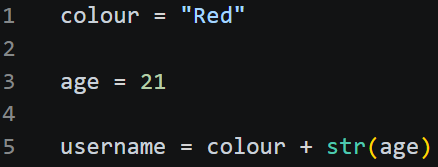 1 colour = "Red"
2
3 age = 21
4
5 username = colour + str(age)